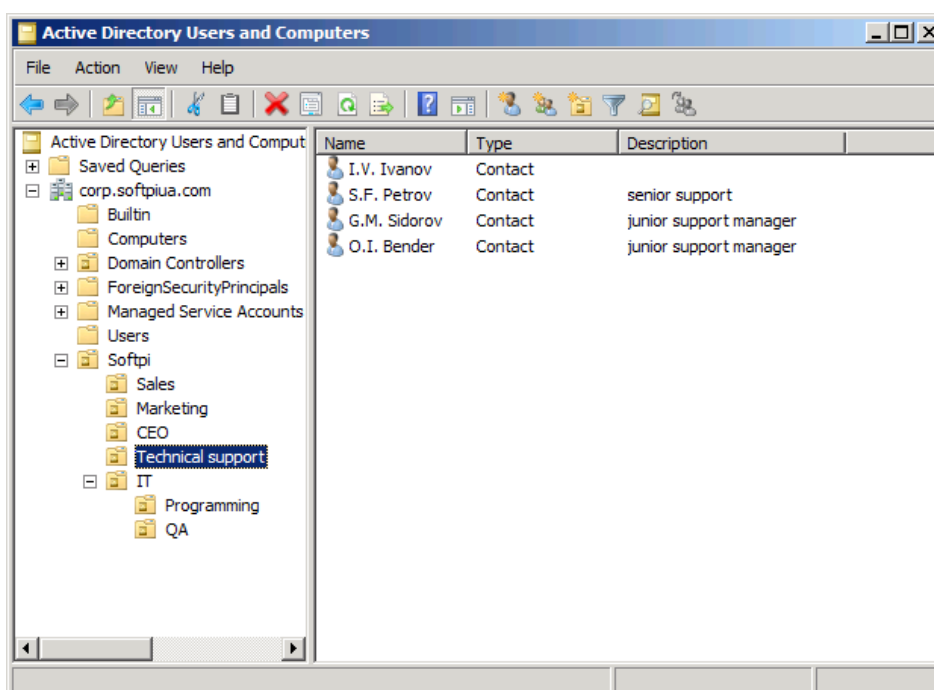 Active Directory Users and Computers
File Action View Help
Active Directory Users and Comput
Saved Queries
corp.softpiua.com
Builtin
Computers
Domain Controllers
ForeignSecurityPrincipals
Managed Service Accounts
Users
Softpi
Sales
Marketing
CEO
Technical support
IT
Programming
QA
Name Type Description
I.V. Ivanov Contact
S.F. Petrov Contact senior support
G.M. Sidorov Contact junior support manager
O.I. Bender Contact junior support manager